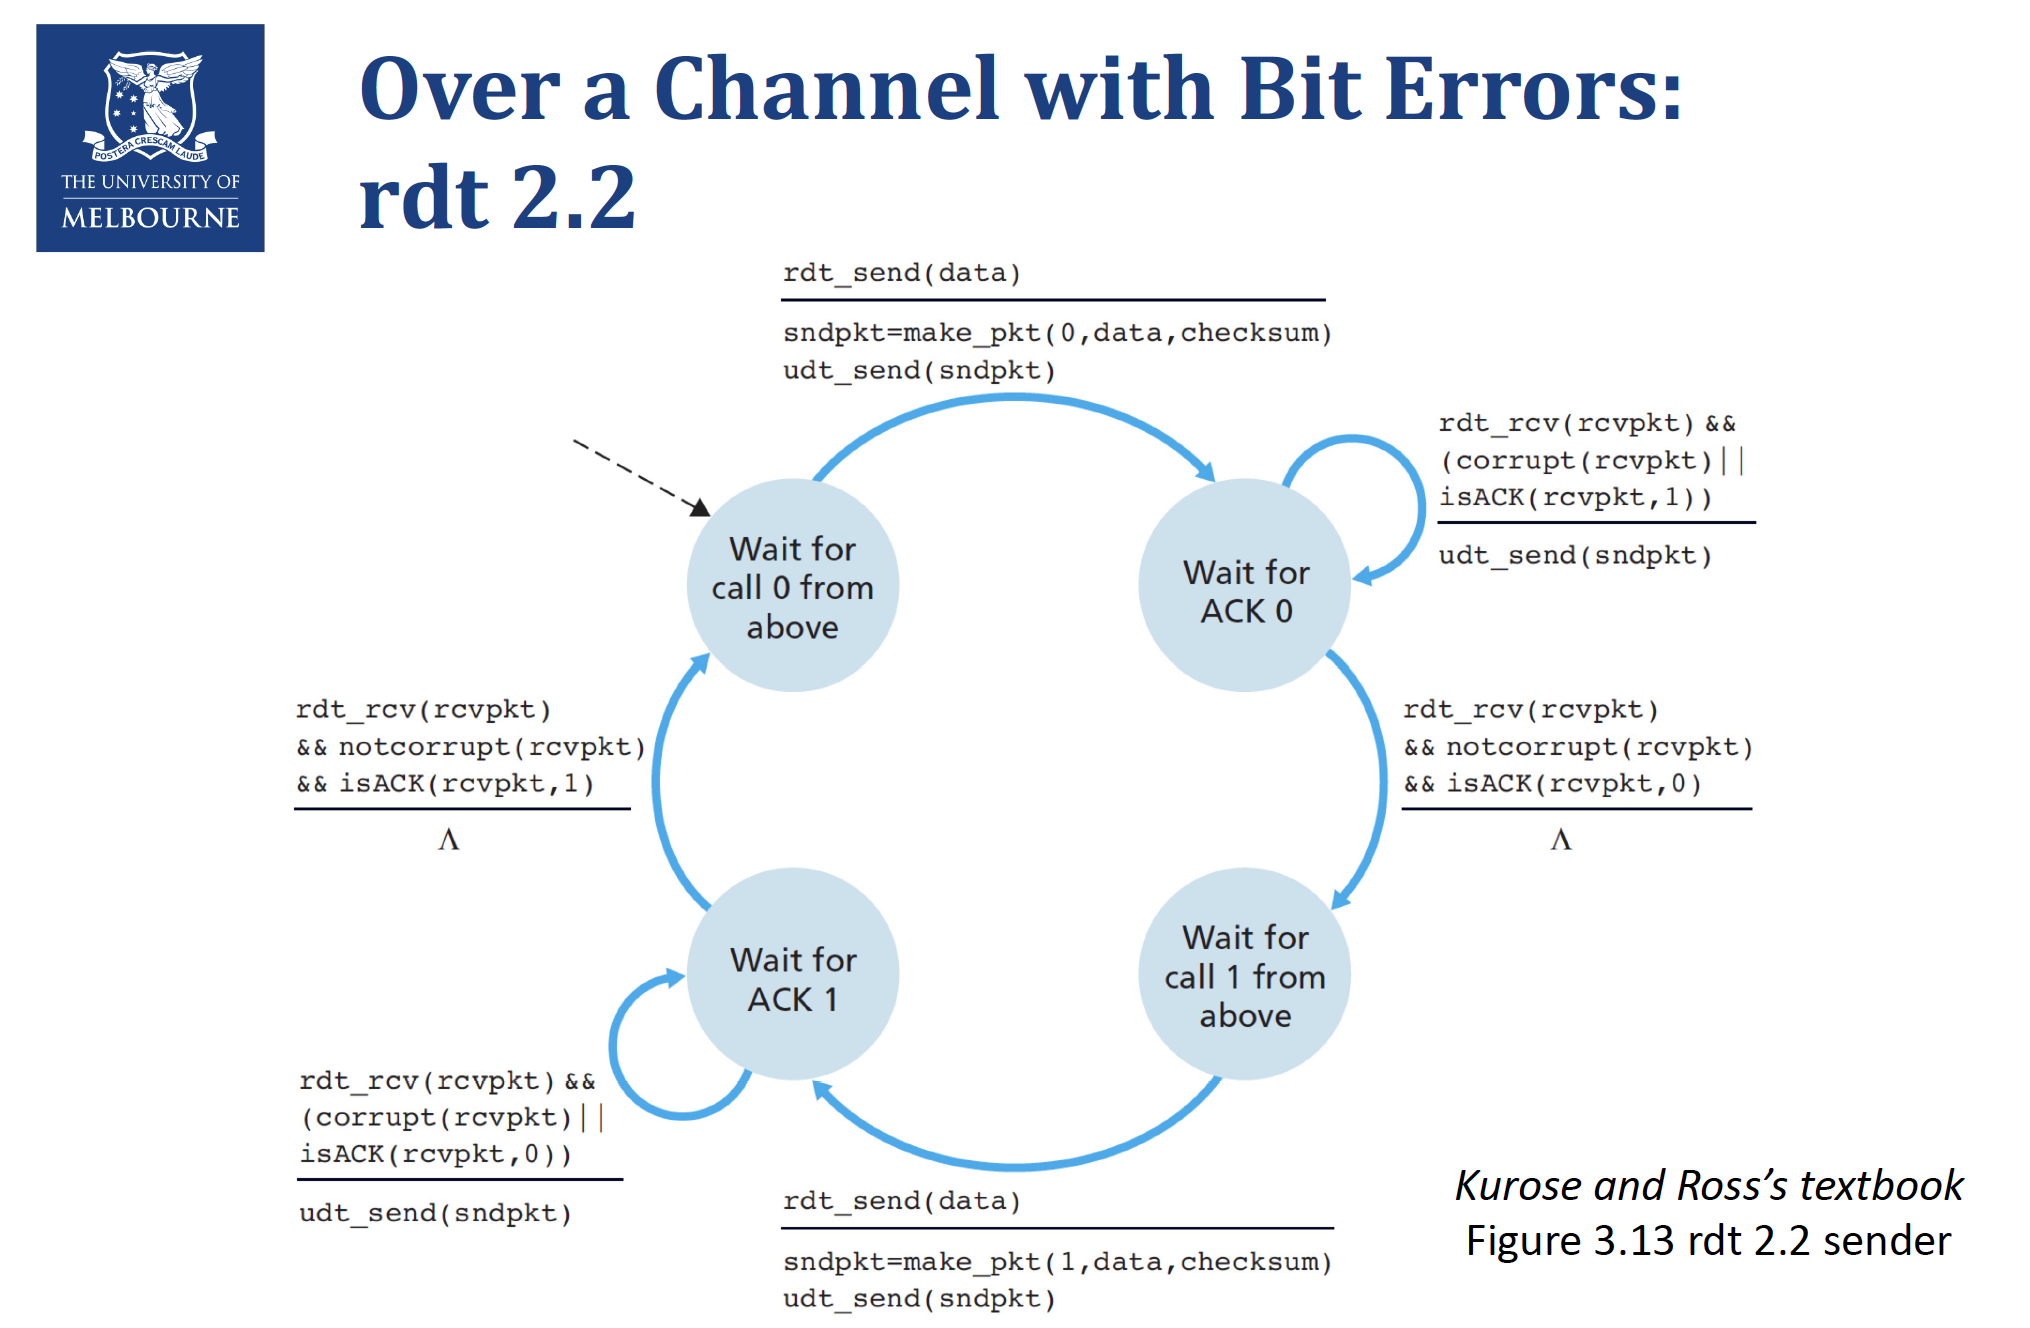 POSTERA CRESCAM LAUDE
THE UNIVERSITY OF
MELBOURNE
Over a Channel with Bit Errors:
rdt 2.2
rdt_send(data)
sndpkt=make_pkt(0,data,checksum)
udt_send(sndpkt)
rdt_rcv(rcvpkt) &&
(corrupt(rcvpkt)||
isACK(rcvpkt,1))
udt_send(sndpkt)
Wait for
call 0 from
above
Wait for
ACK 0
rdt_rcv(rcvpkt)
&& notcorrupt(rcvpkt)
&& isACK(rcvpkt,1)
Λ
rdt_rcv(rcvpkt)
&& notcorrupt(rcvpkt)
&& isACK(rcvpkt,0)
Λ
Wait for
ACK 1
Wait for
call 1 from
above
rdt_rcv(rcvpkt) &&
(corrupt(rcvpkt)||
isACK(rcvpkt,0))
udt_send(sndpkt)
rdt_send(data)
sndpkt=make_pkt(1,data,checksum)
udt_send(sndpkt)
Kurose and Ross’s textbook
Figure 3.13 rdt 2.2 sender